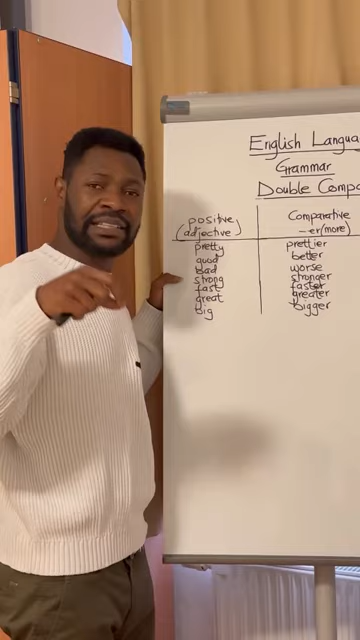 English Langua
Grammar
Double Compa
positive Comparative
(adjective) -er(more)
pretty prettier
good better
bad worse
strong stronger
fast faster
great greater
big bigger